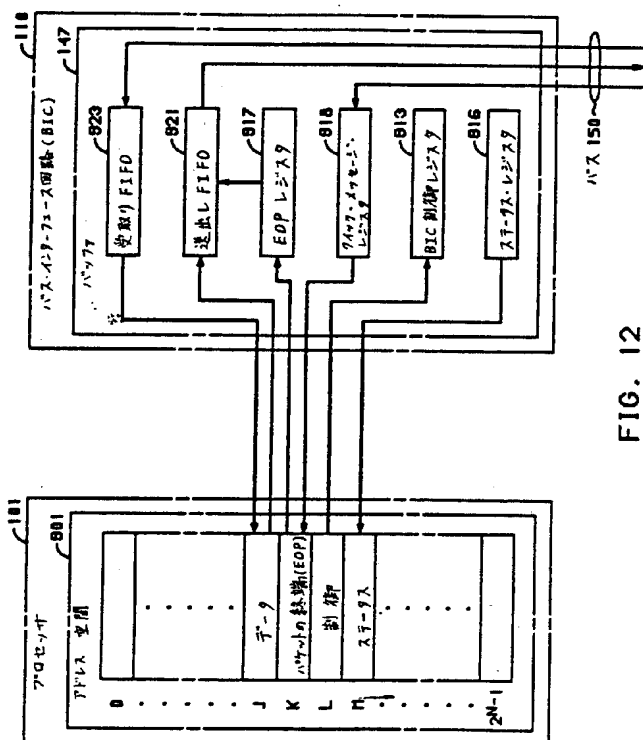 プロセッサ
101
アドレス空間
801
0
J
データ
K
パケットの終端(EOP)
L
制御
M
ステータス
2N-1
バス・インターフェース回路(BIC)
110
バッファ
147
受取りFIFO
823
送出しFIFO
821
EOPレジスタ
817
クイック・メッセージ・
レジスタ
818
BIC制御レジスタ
813
ステータス・レジスタ
816
バス150
FIG. 12